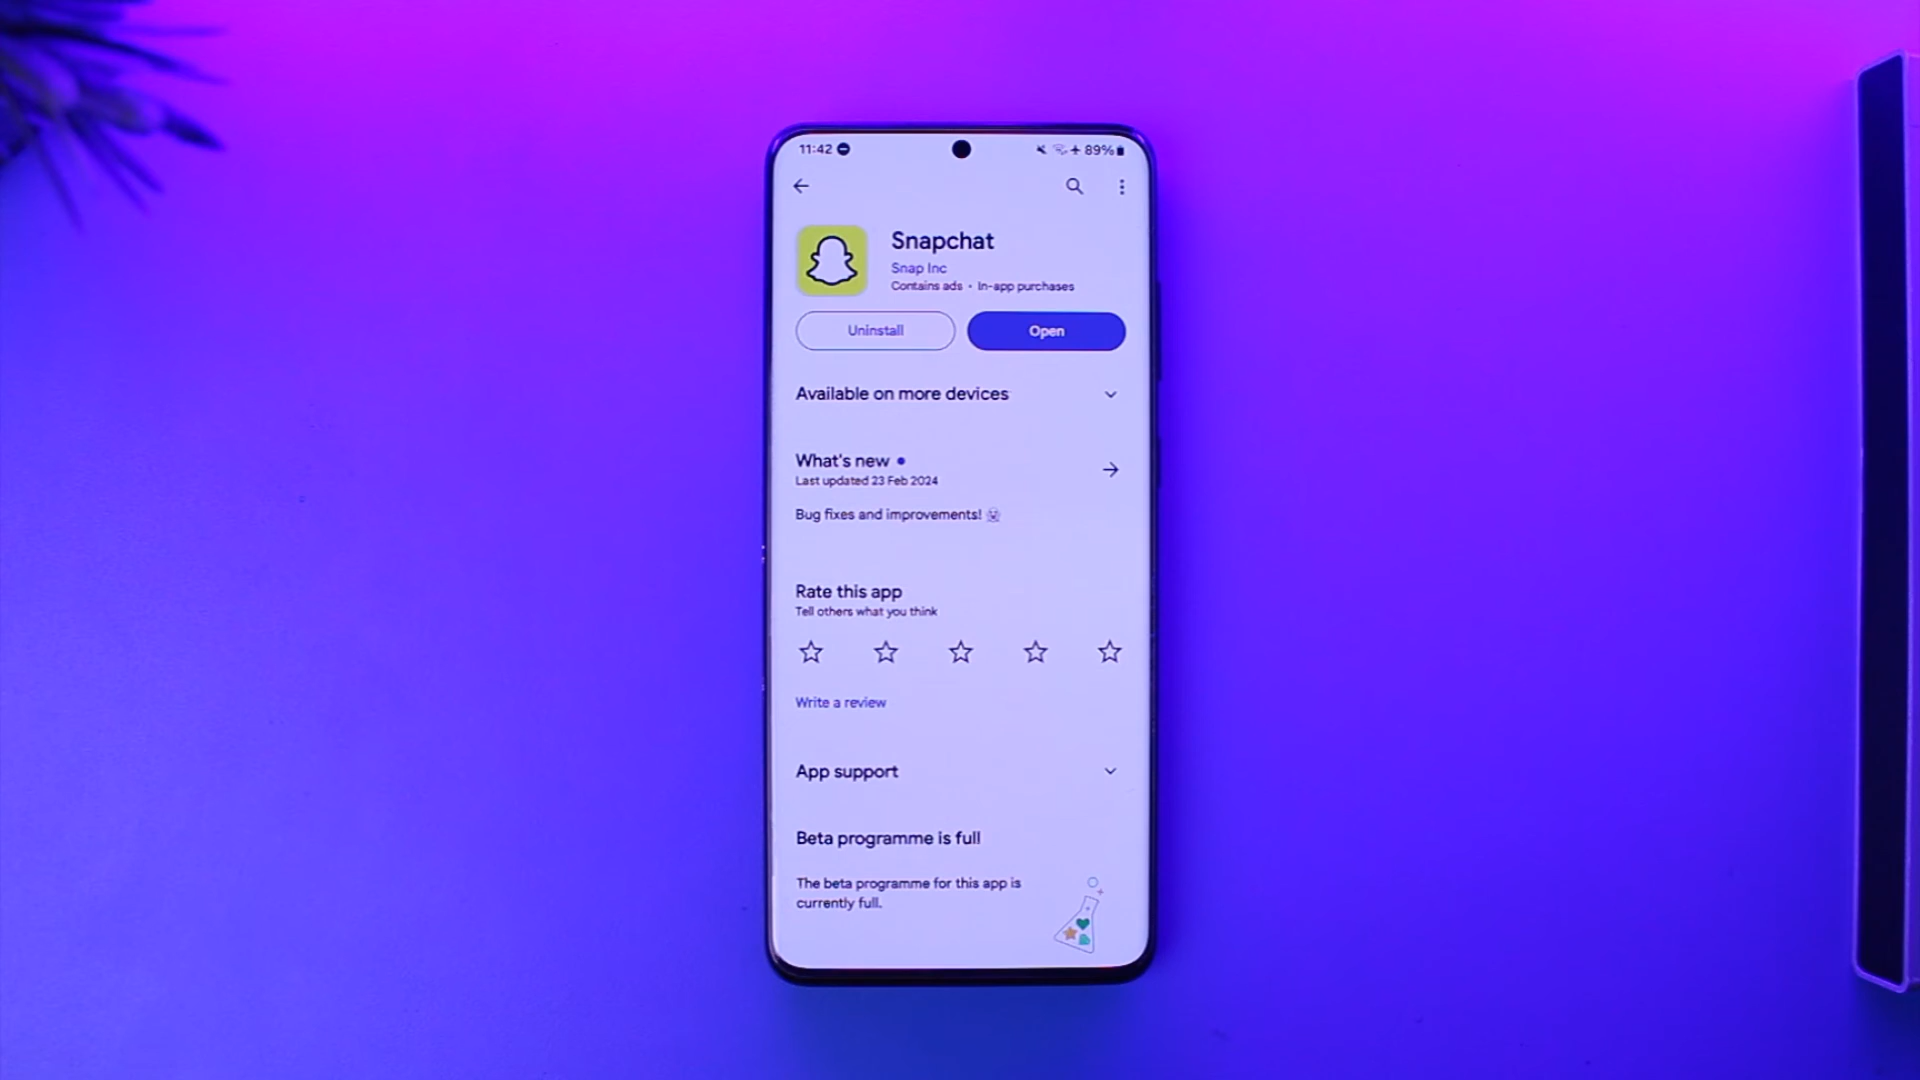 11:42 89%
Snapchat
Snap Inc
Contains ads • In-app purchases
Uninstall Open
Available on more devices
What's new •
Last updated 23 Feb 2024
Bug fixes and improvements! 👻
Rate this app
Tell others what you think
Write a review
App support
Beta programme is full
The beta programme for this app is
currently full.